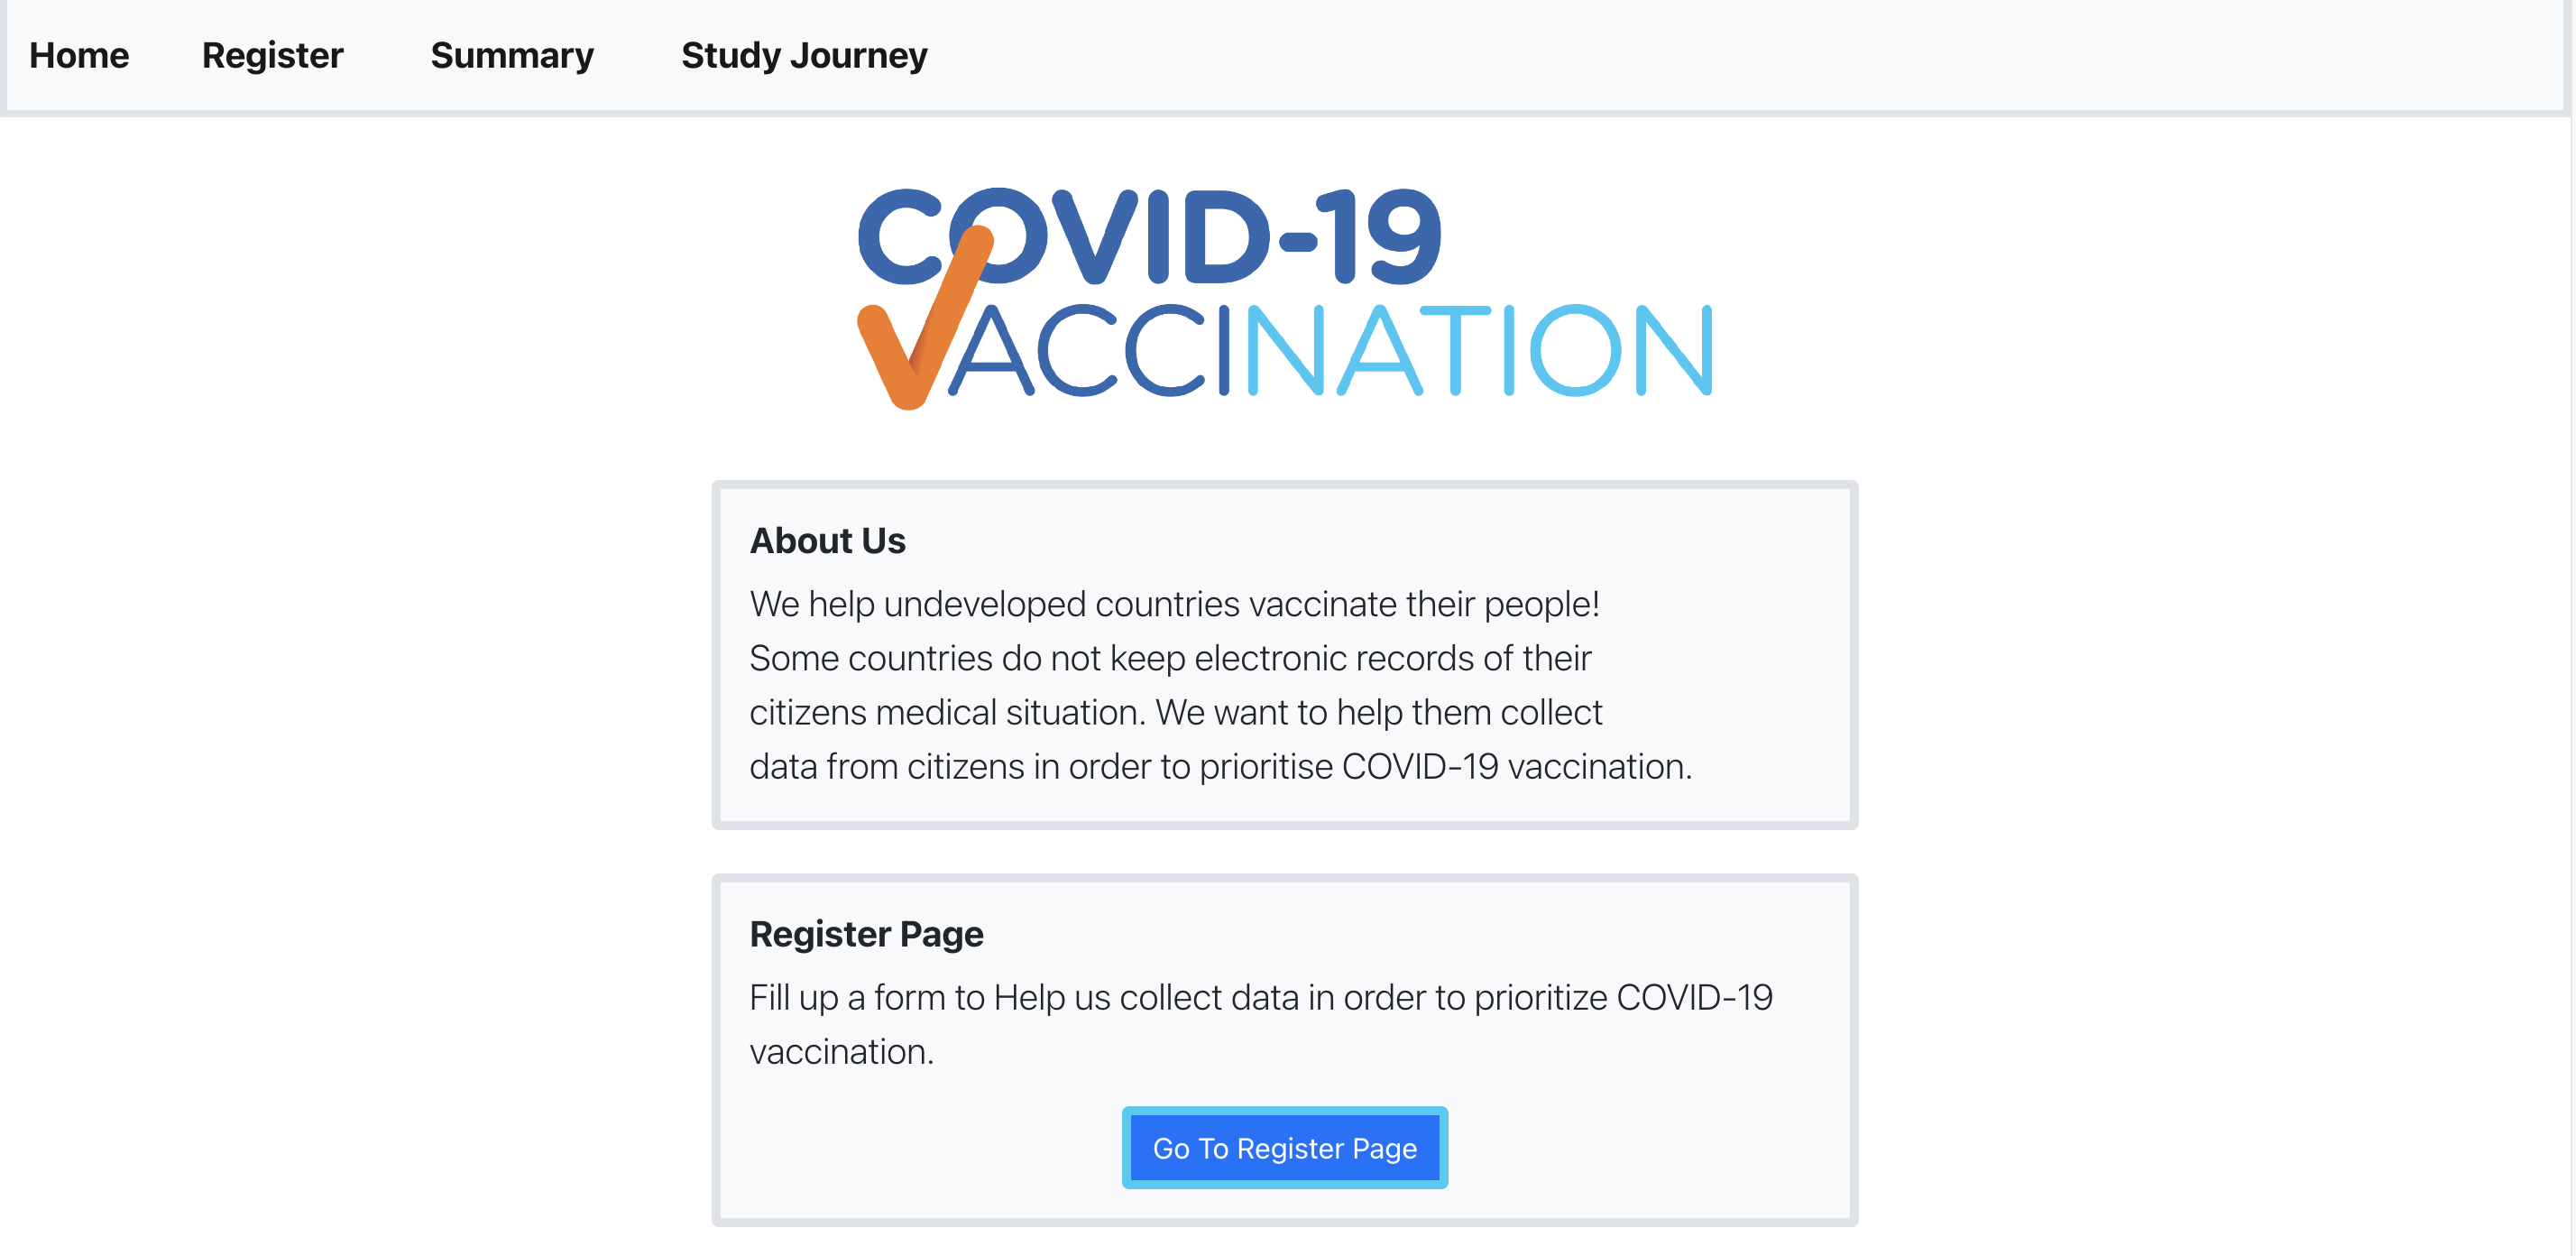 Home Register Summary Study Journey
COVID-19
VACCINATION
About Us
We help undeveloped countries vaccinate their people!
Some countries do not keep electronic records of their
citizens medical situation. We want to help them collect
data from citizens in order to prioritise COVID-19 vaccination.
Register Page
Fill up a form to Help us collect data in order to prioritize COVID-19
vaccination.
Go To Register Page